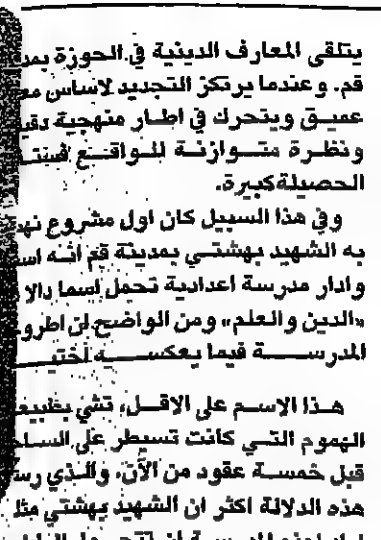 يتلقى المعارف الدينية في الحوزة
قم. وعندما يرتكز التجديد لاساس
عميق ويتحرك في اطار منهجية
ونظرة متوازنة للواقع
الحصيلة كبيرة.
وفي هذا السبيل كان اول مشروع
به الشهيد بهشتي بمدينة قم انه
وادار مدرسة اعدادية تحمل اسما دالا
«الدين والعلم» ومن الواضح ان
المدرسة فيما يعكسه
هذا الاسم على الاقل، تشي
الهموم التي كانت تسيطر على
قبل خمسة عقود من الآن، والذي
هذه الدلالة اكثر ان الشهيد بهشتي